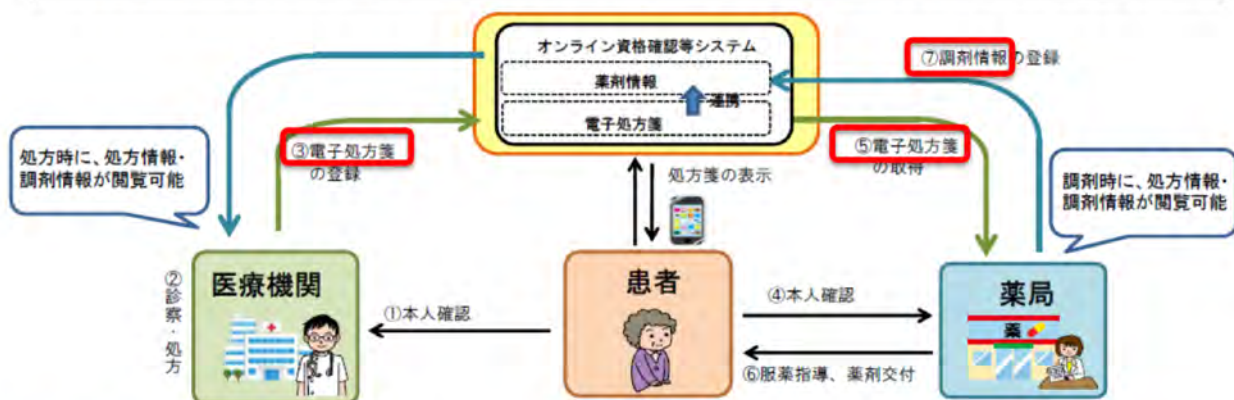 オンライン資格確認等システム
薬剤情報
連携
電子処方箋
⑦調剤情報の登録
③電子処方箋
の登録
⑤電子処方箋
の取得
処方時に、処方情報・
調剤情報が閲覧可能
処方箋の表示
調剤時に、処方情報・
調剤情報が閲覧可能
②診察・処方
医療機関
①本人確認
患者
④本人確認
⑥服薬指導、薬剤交付
薬局
薬